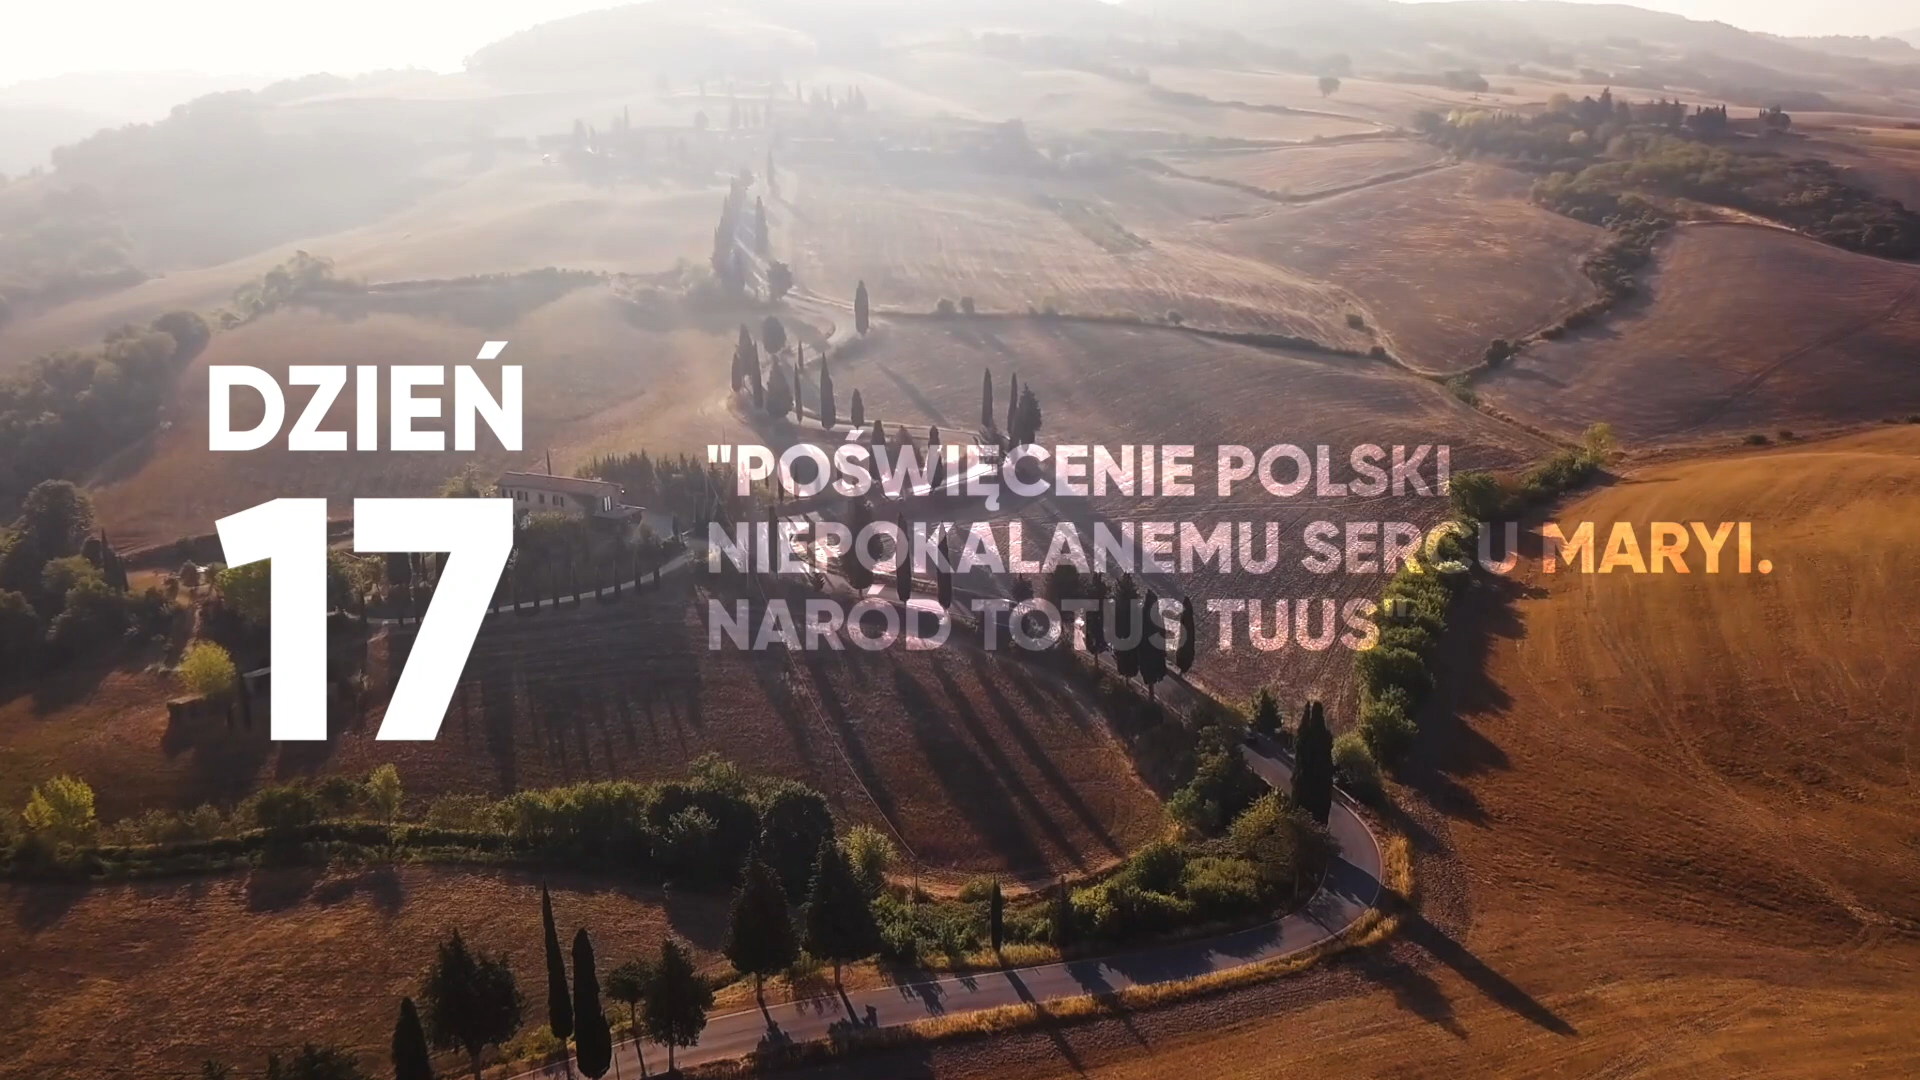 DZIEŃ
17
"POŚWIĘCENIE POLSKI
NIEPOKALANEMU SERCU MARYI.
NARÓD TOTUS TUUS"